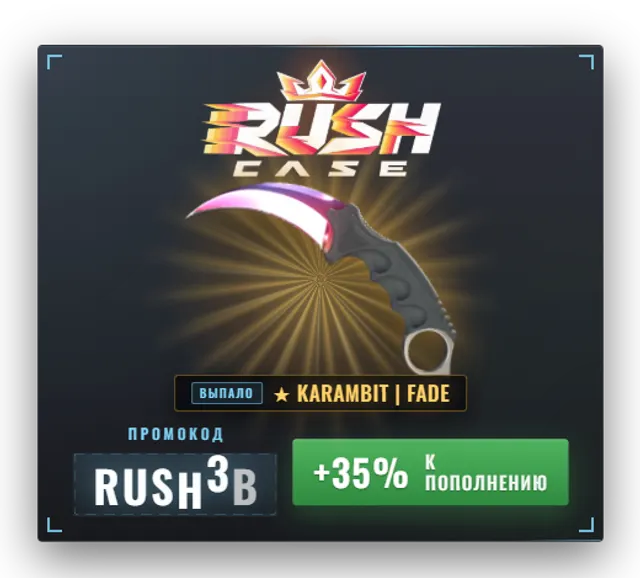 RUSH
CASE
ВЫПАЛО ★ KARAMBIT | FADE
ПРОМОКОД
RUSH3B
+35% К
ПОПОЛНЕНИЮ